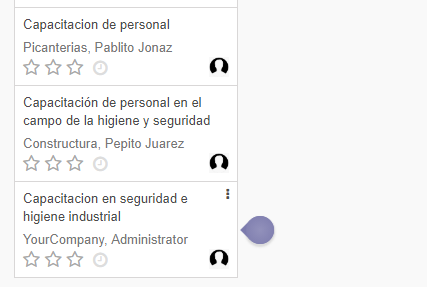 Capacitacion de personal
Picanterias, Pablito Jonaz
Capacitación de personal en el
campo de la higiene y seguridad
Constructura, Pepito Juarez
Capacitacion en seguridad e
higiene industrial
YourCompany, Administrator